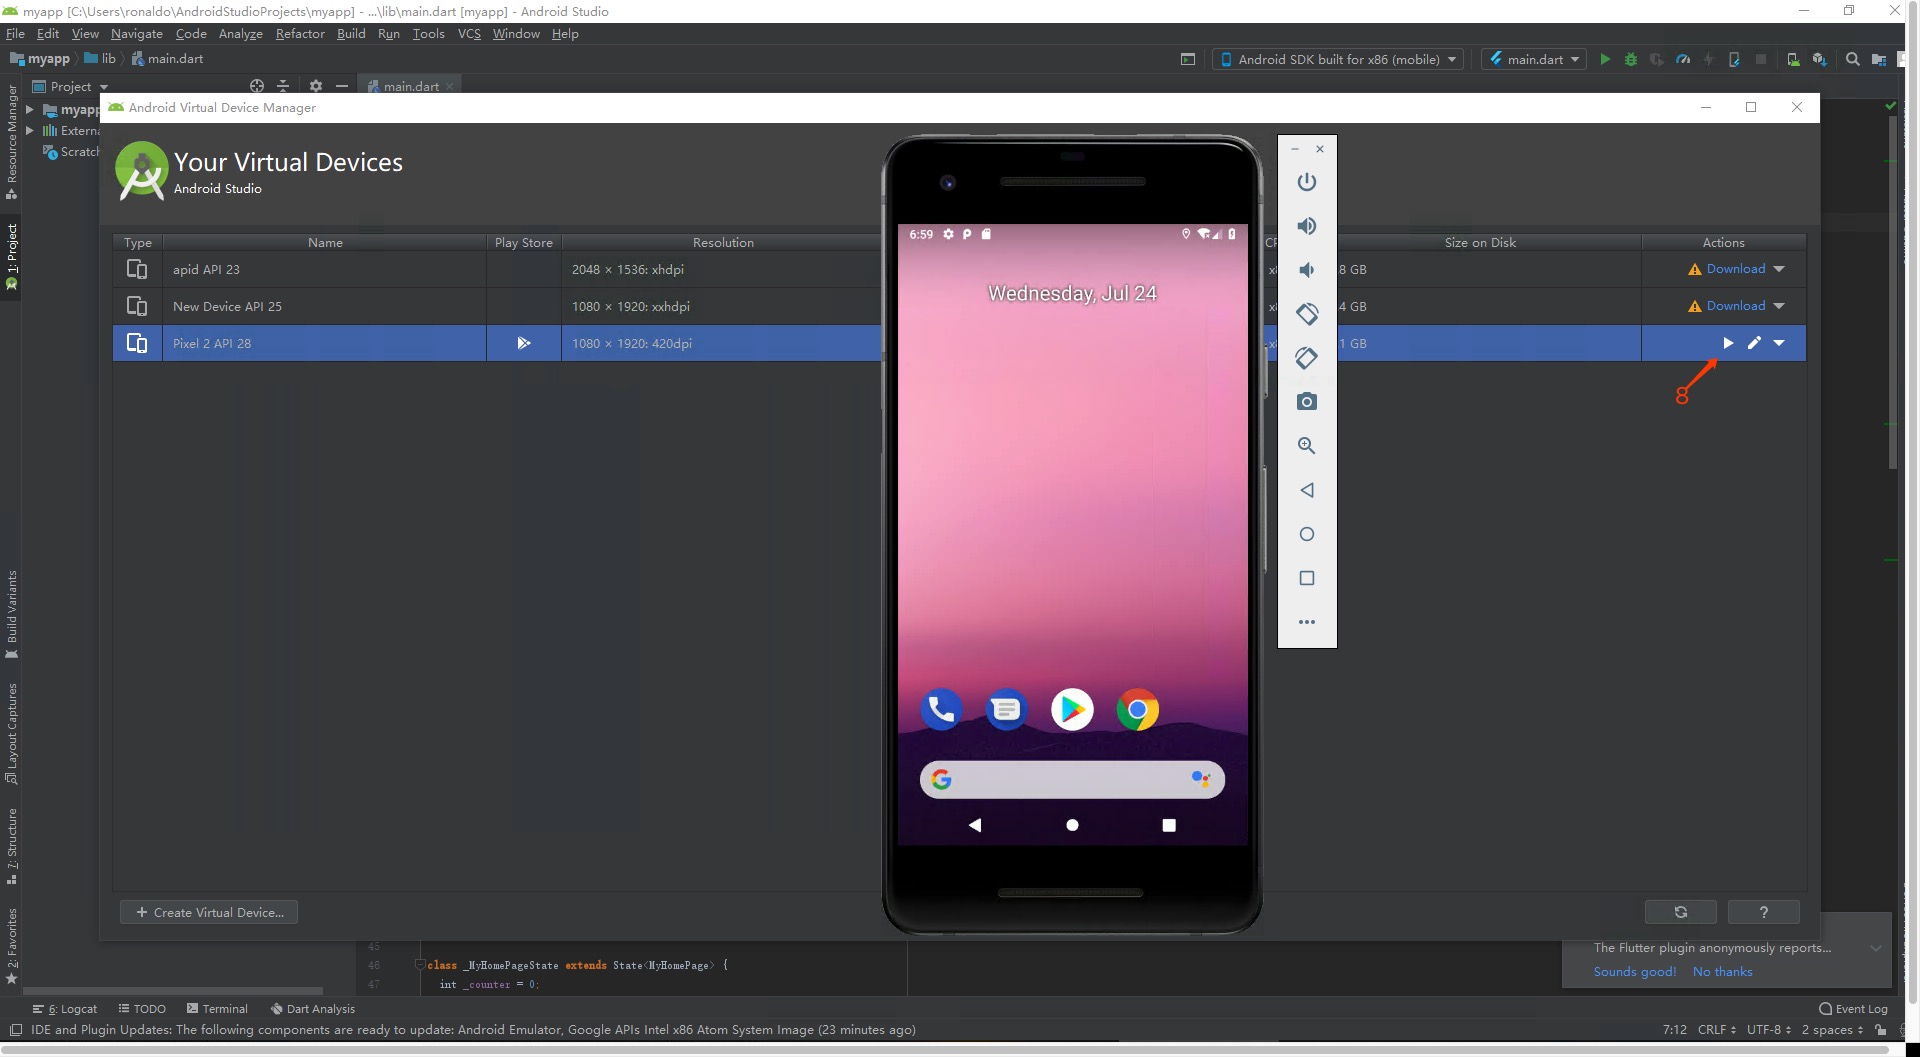 myapp [C:\Users\ronaldo\AndroidStudioProjects\myapp] - ...\lib\main.dart [myapp] - Android Studio
File Edit View Navigate Code Analyze Refactor Build Run Tools VCS Window Help
myapp lib main.dart
Android SDK built for x86 (mobile) main.dart
Project main.dart
myapp
Externa
Scratch
Resource Manager
1: Project
Build Variants
Layout Captures
7: Structure
2: Favorites
Android Virtual Device Manager
Your Virtual Devices
Android Studio
Type Name Play Store Resolution Size on Disk Actions
apid API 23 2048 × 1536: xhdpi 8 GB Download
New Device API 25 1080 × 1920: xxhdpi 4 GB Download
Pixel 2 API 28 1080 × 1920: 420dpi 1 GB
8
6:59
Wednesday, Jul 24
+ Create Virtual Device...
?
45
46 class _MyHomePageState extends State<MyHomePage> {
47 int _counter = 0;
The Flutter plugin anonymously reports...
Sounds good! No thanks
6: Logcat TODO Terminal Dart Analysis Event Log
IDE and Plugin Updates: The following components are ready to update: Android Emulator, Google APIs Intel x86 Atom System Image (23 minutes ago)
7:12 CRLF UTF-8 2 spaces